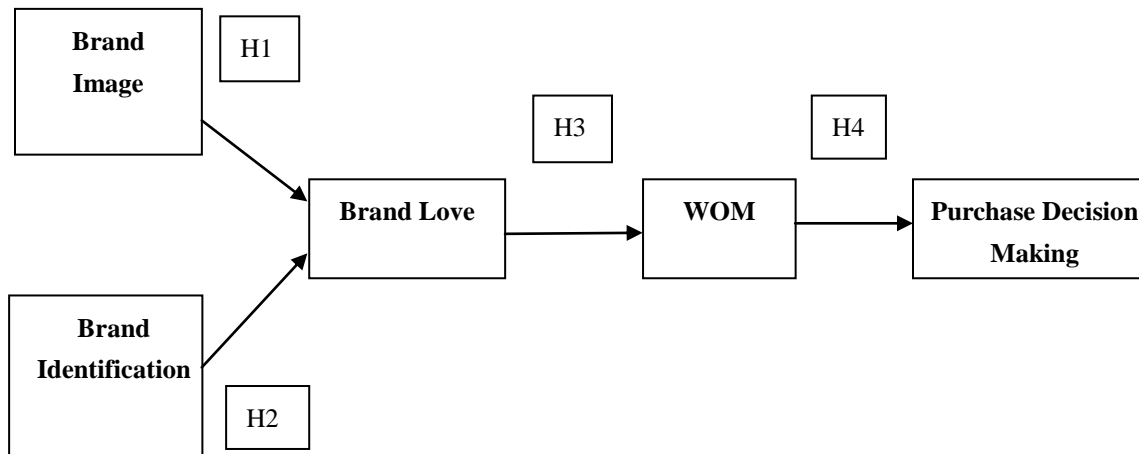 Brand
Image
H1
H3
H4
Brand Love
WOM
Purchase Decision
Making
Brand
Identification
H2